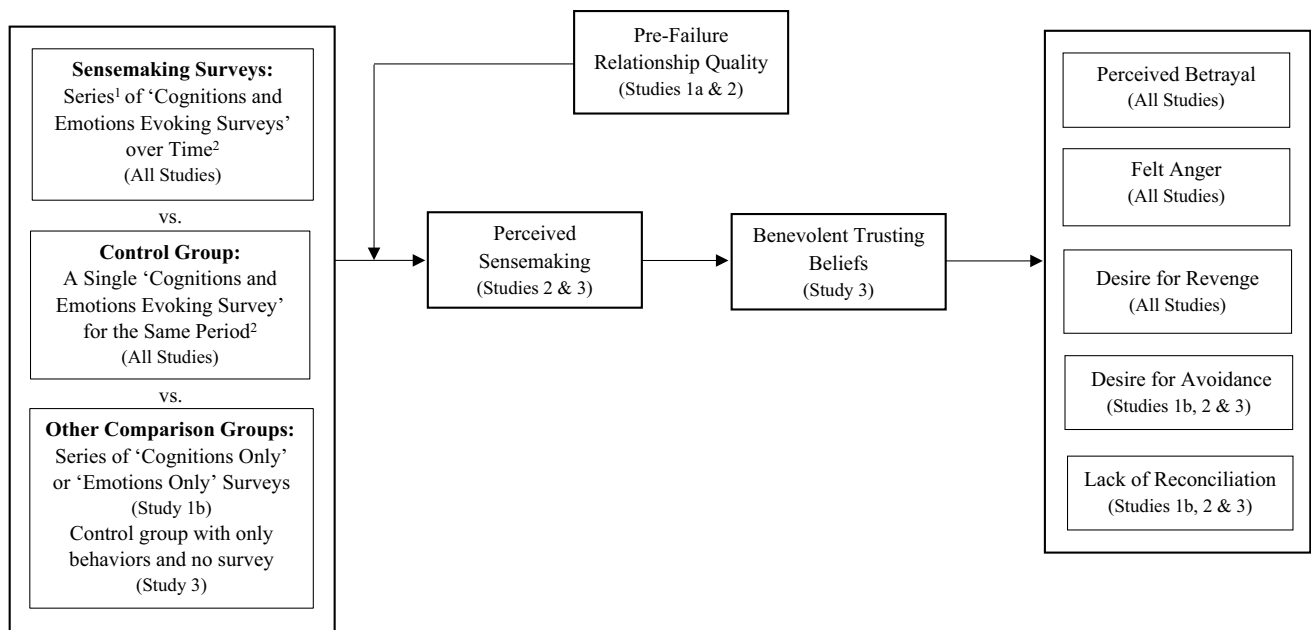 Sensemaking Surveys:
Series¹ of ‘Cognitions and
Emotions Evoking Surveys’
over Time²
(All Studies)
vs.
Control Group:
A Single ‘Cognitions and
Emotions Evoking Survey’
for the Same Period²
(All Studies)
vs.
Other Comparison Groups:
Series of ‘Cognitions Only’
or ‘Emotions Only’ Surveys
(Study 1b)
Control group with only
behaviors and no survey
(Study 3)
Pre-Failure
Relationship Quality
(Studies 1a & 2)
Perceived
Sensemaking
(Studies 2 & 3)
Benevolent Trusting
Beliefs
(Study 3)
Perceived Betrayal
(All Studies)
Felt Anger
(All Studies)
Desire for Revenge
(All Studies)
Desire for Avoidance
(Studies 1b, 2 & 3)
Lack of Reconciliation
(Studies 1b, 2 & 3)